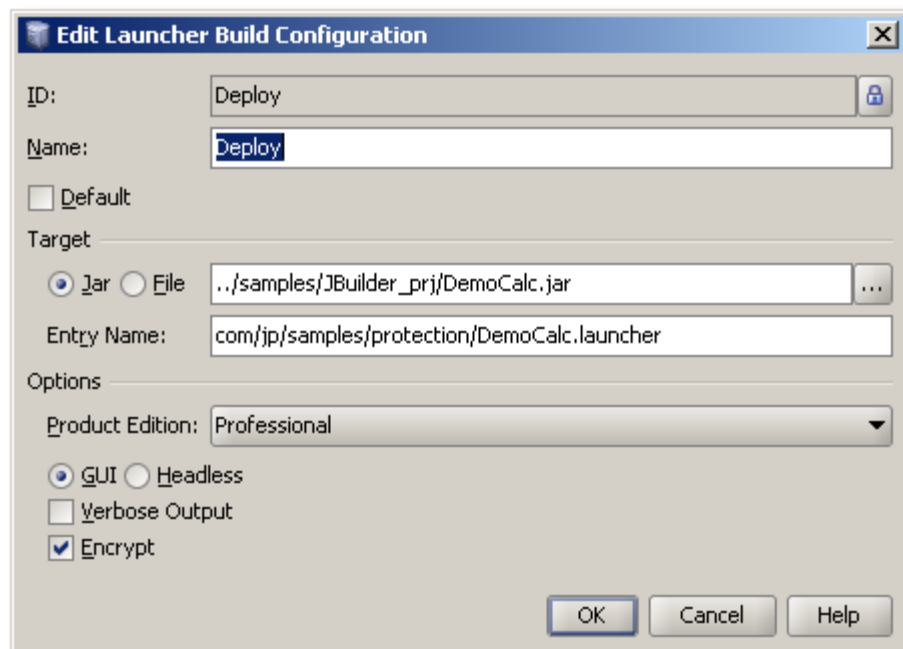 Edit Launcher Build Configuration
ID: Deploy
Name: Deploy
Default
Target
Jar File ../samples/JBuilder_prj/DemoCalc.jar ...
Entry Name: com/jp/samples/protection/DemoCalc.launcher
Options
Product Edition: Professional
GUI Headless
Verbose Output
Encrypt
OK Cancel Help